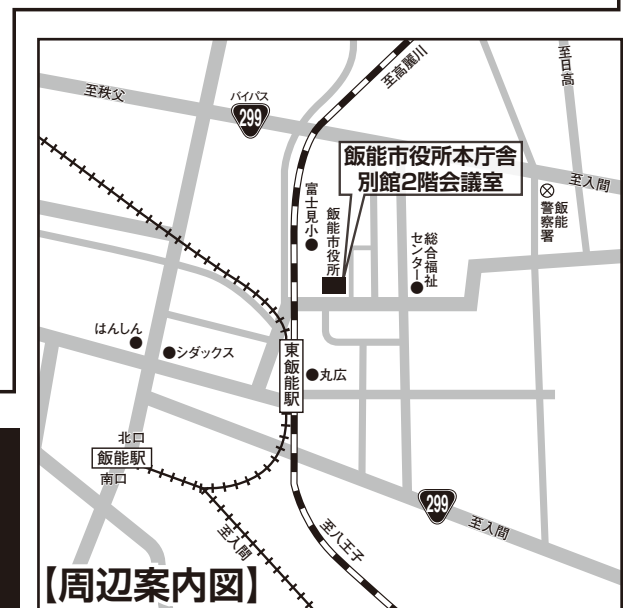 至高麗川
至日高
至秩父
バイパス
299
飯能市役所本庁舎
別館2階会議室
至入間
飯能
警察署
富士見小
飯能市役所
総合福祉
センター
はんしん
シダックス
東飯能駅
丸広
北口
飯能駅
南口
299
至入間
至入間
至八王子
【周辺案内図】